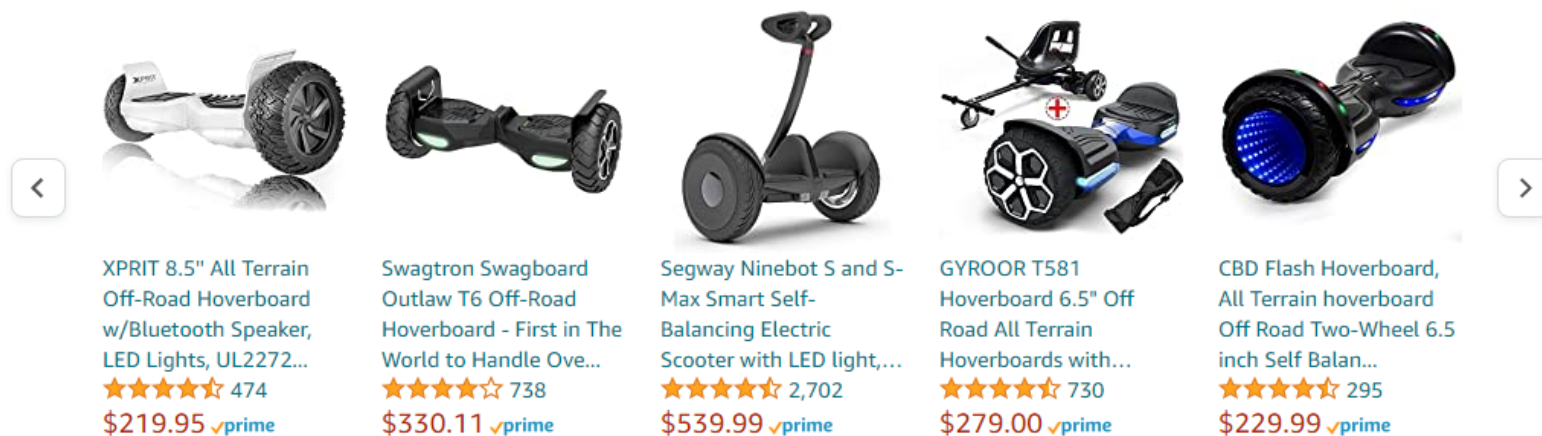 XPRIT
XPRIT 8.5" All Terrain
Off-Road Hoverboard
w/Bluetooth Speaker,
LED Lights, UL2272...
474
$219.95 prime
Swagtron Swagboard
Outlaw T6 Off-Road
Hoverboard - First in The
World to Handle Ove...
738
$330.11 prime
Segway Ninebot S and S-
Max Smart Self-
Balancing Electric
Scooter with LED light,...
2,702
$539.99 prime
GYROOR T581
Hoverboard 6.5" Off
Road All Terrain
Hoverboards with...
730
$279.00 prime
CBD Flash Hoverboard,
All Terrain hoverboard
Off Road Two-Wheel 6.5
inch Self Balan...
295
$229.99 prime